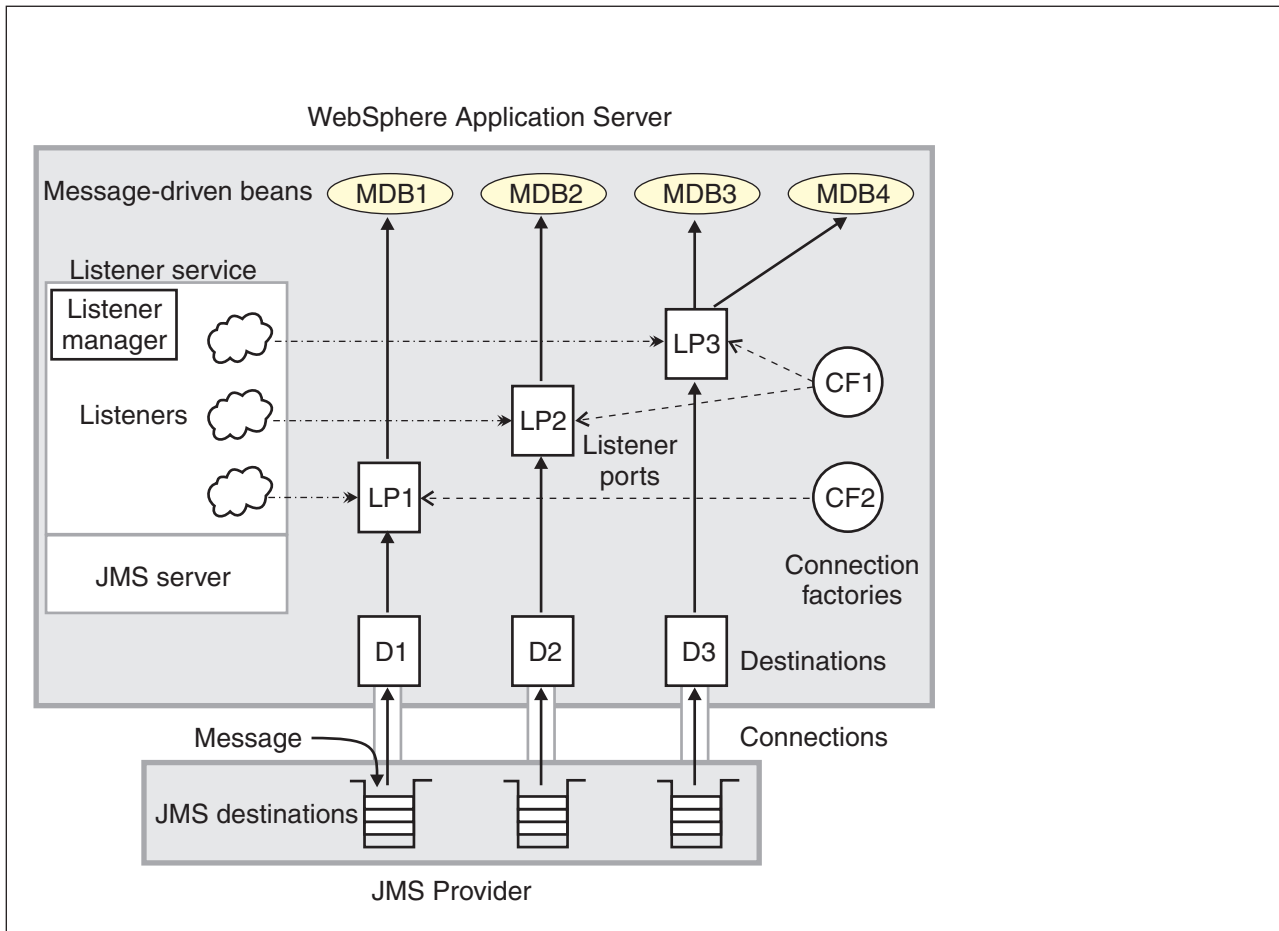 WebSphere Application Server
Message-driven beans
MDB1
MDB2
MDB3
MDB4
Listener service
Listener
manager
LP3
CF1
Listeners
LP2
Listener
ports
LP1
CF2
JMS server
Connection
factories
D1
D2
D3
Destinations
Message
Connections
JMS destinations
JMS Provider